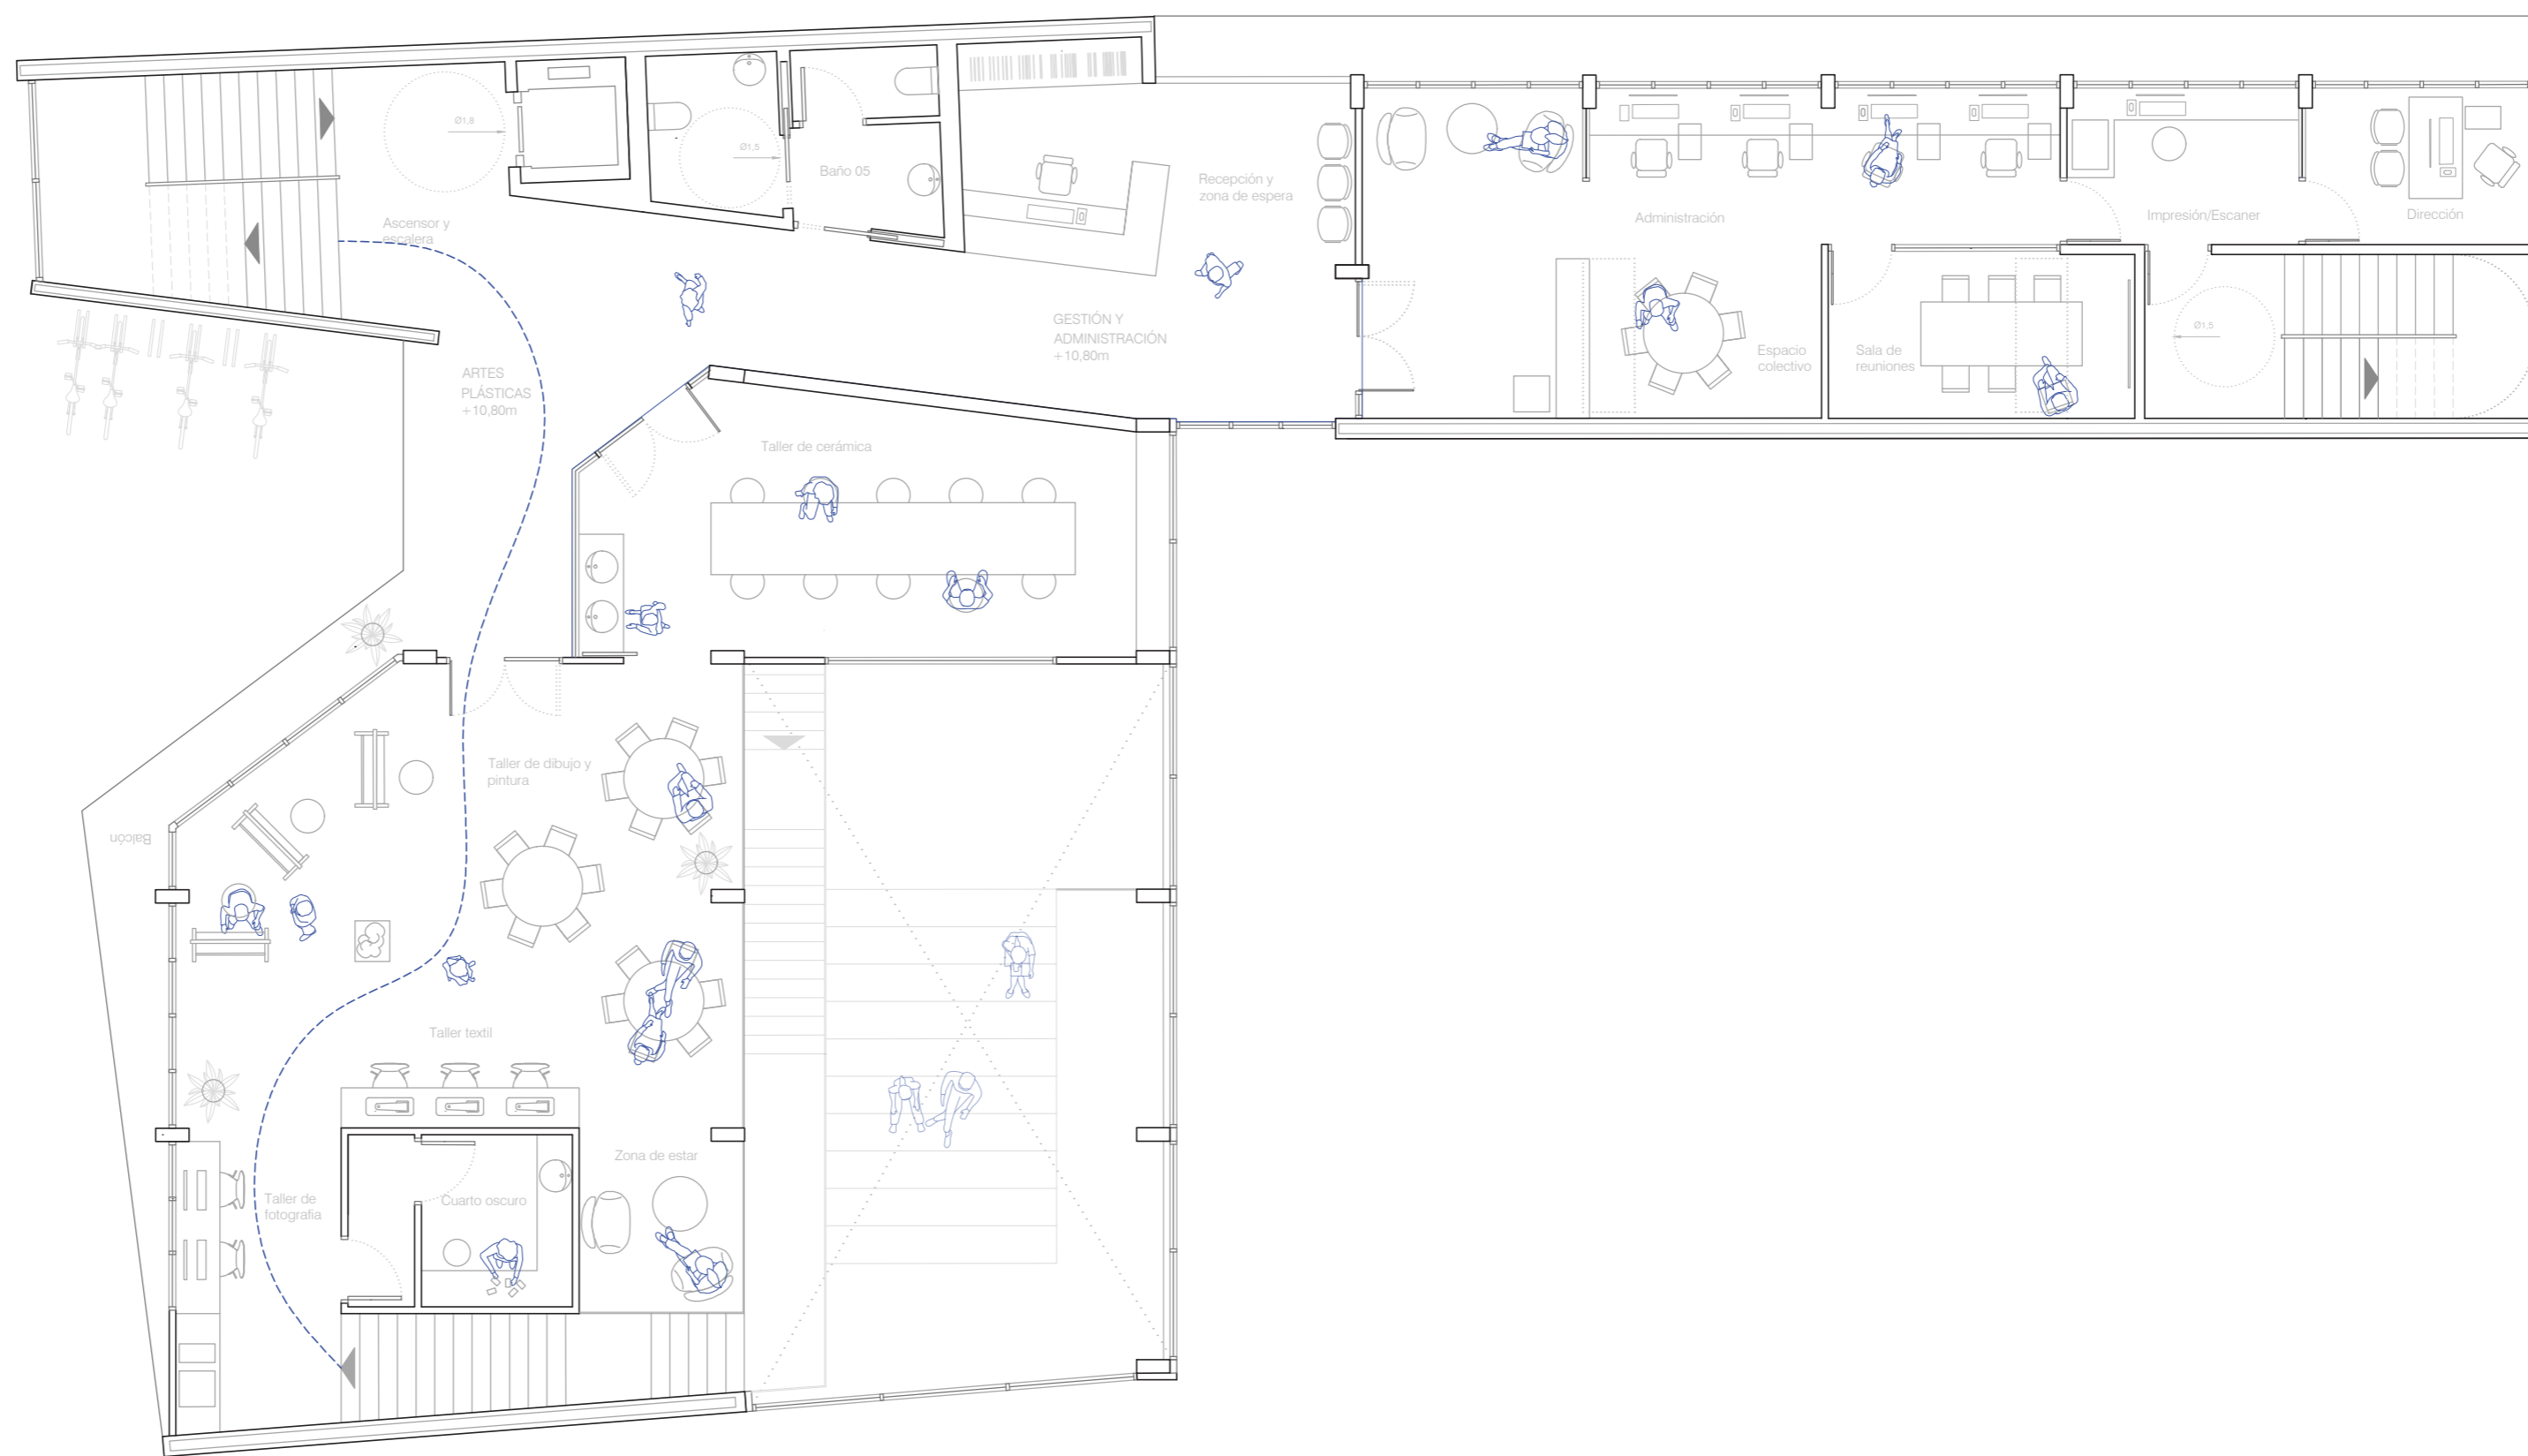 Ø1,8
Ø1,5
Baño 05
Ascensor y
escalera
Recepción y
zona de espera
Administración
Impresión/Escaner
Dirección
GESTIÓN Y
ADMINISTRACIÓN
+10,80m
Espacio
colectivo
Sala de
reuniones
Ø1,5
ARTES
PLÁSTICAS
+10,80m
Taller de cerámica
Taller de dibujo y
pintura
Balcón
Taller textil
Zona de estar
Taller de
fotografia
Cuarto oscuro